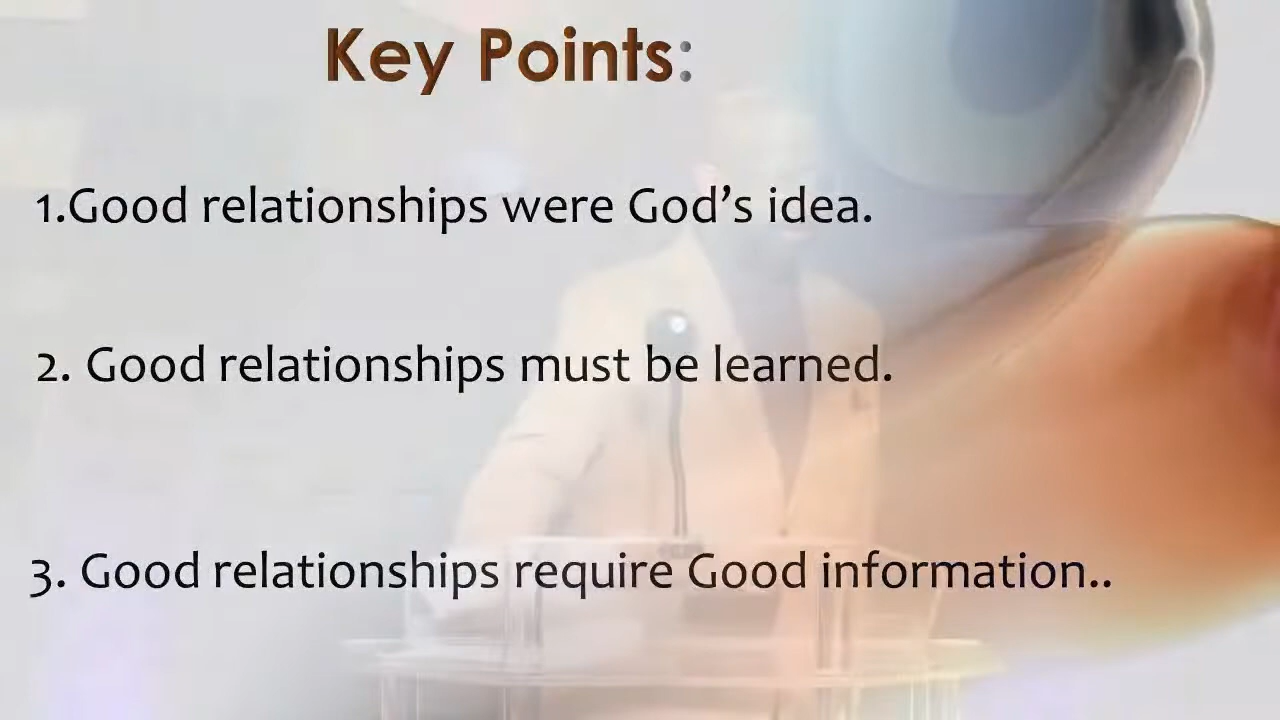 Key Points:
1.Good relationships were God’s idea.
2. Good relationships must be learned.
3. Good relationships require Good information..